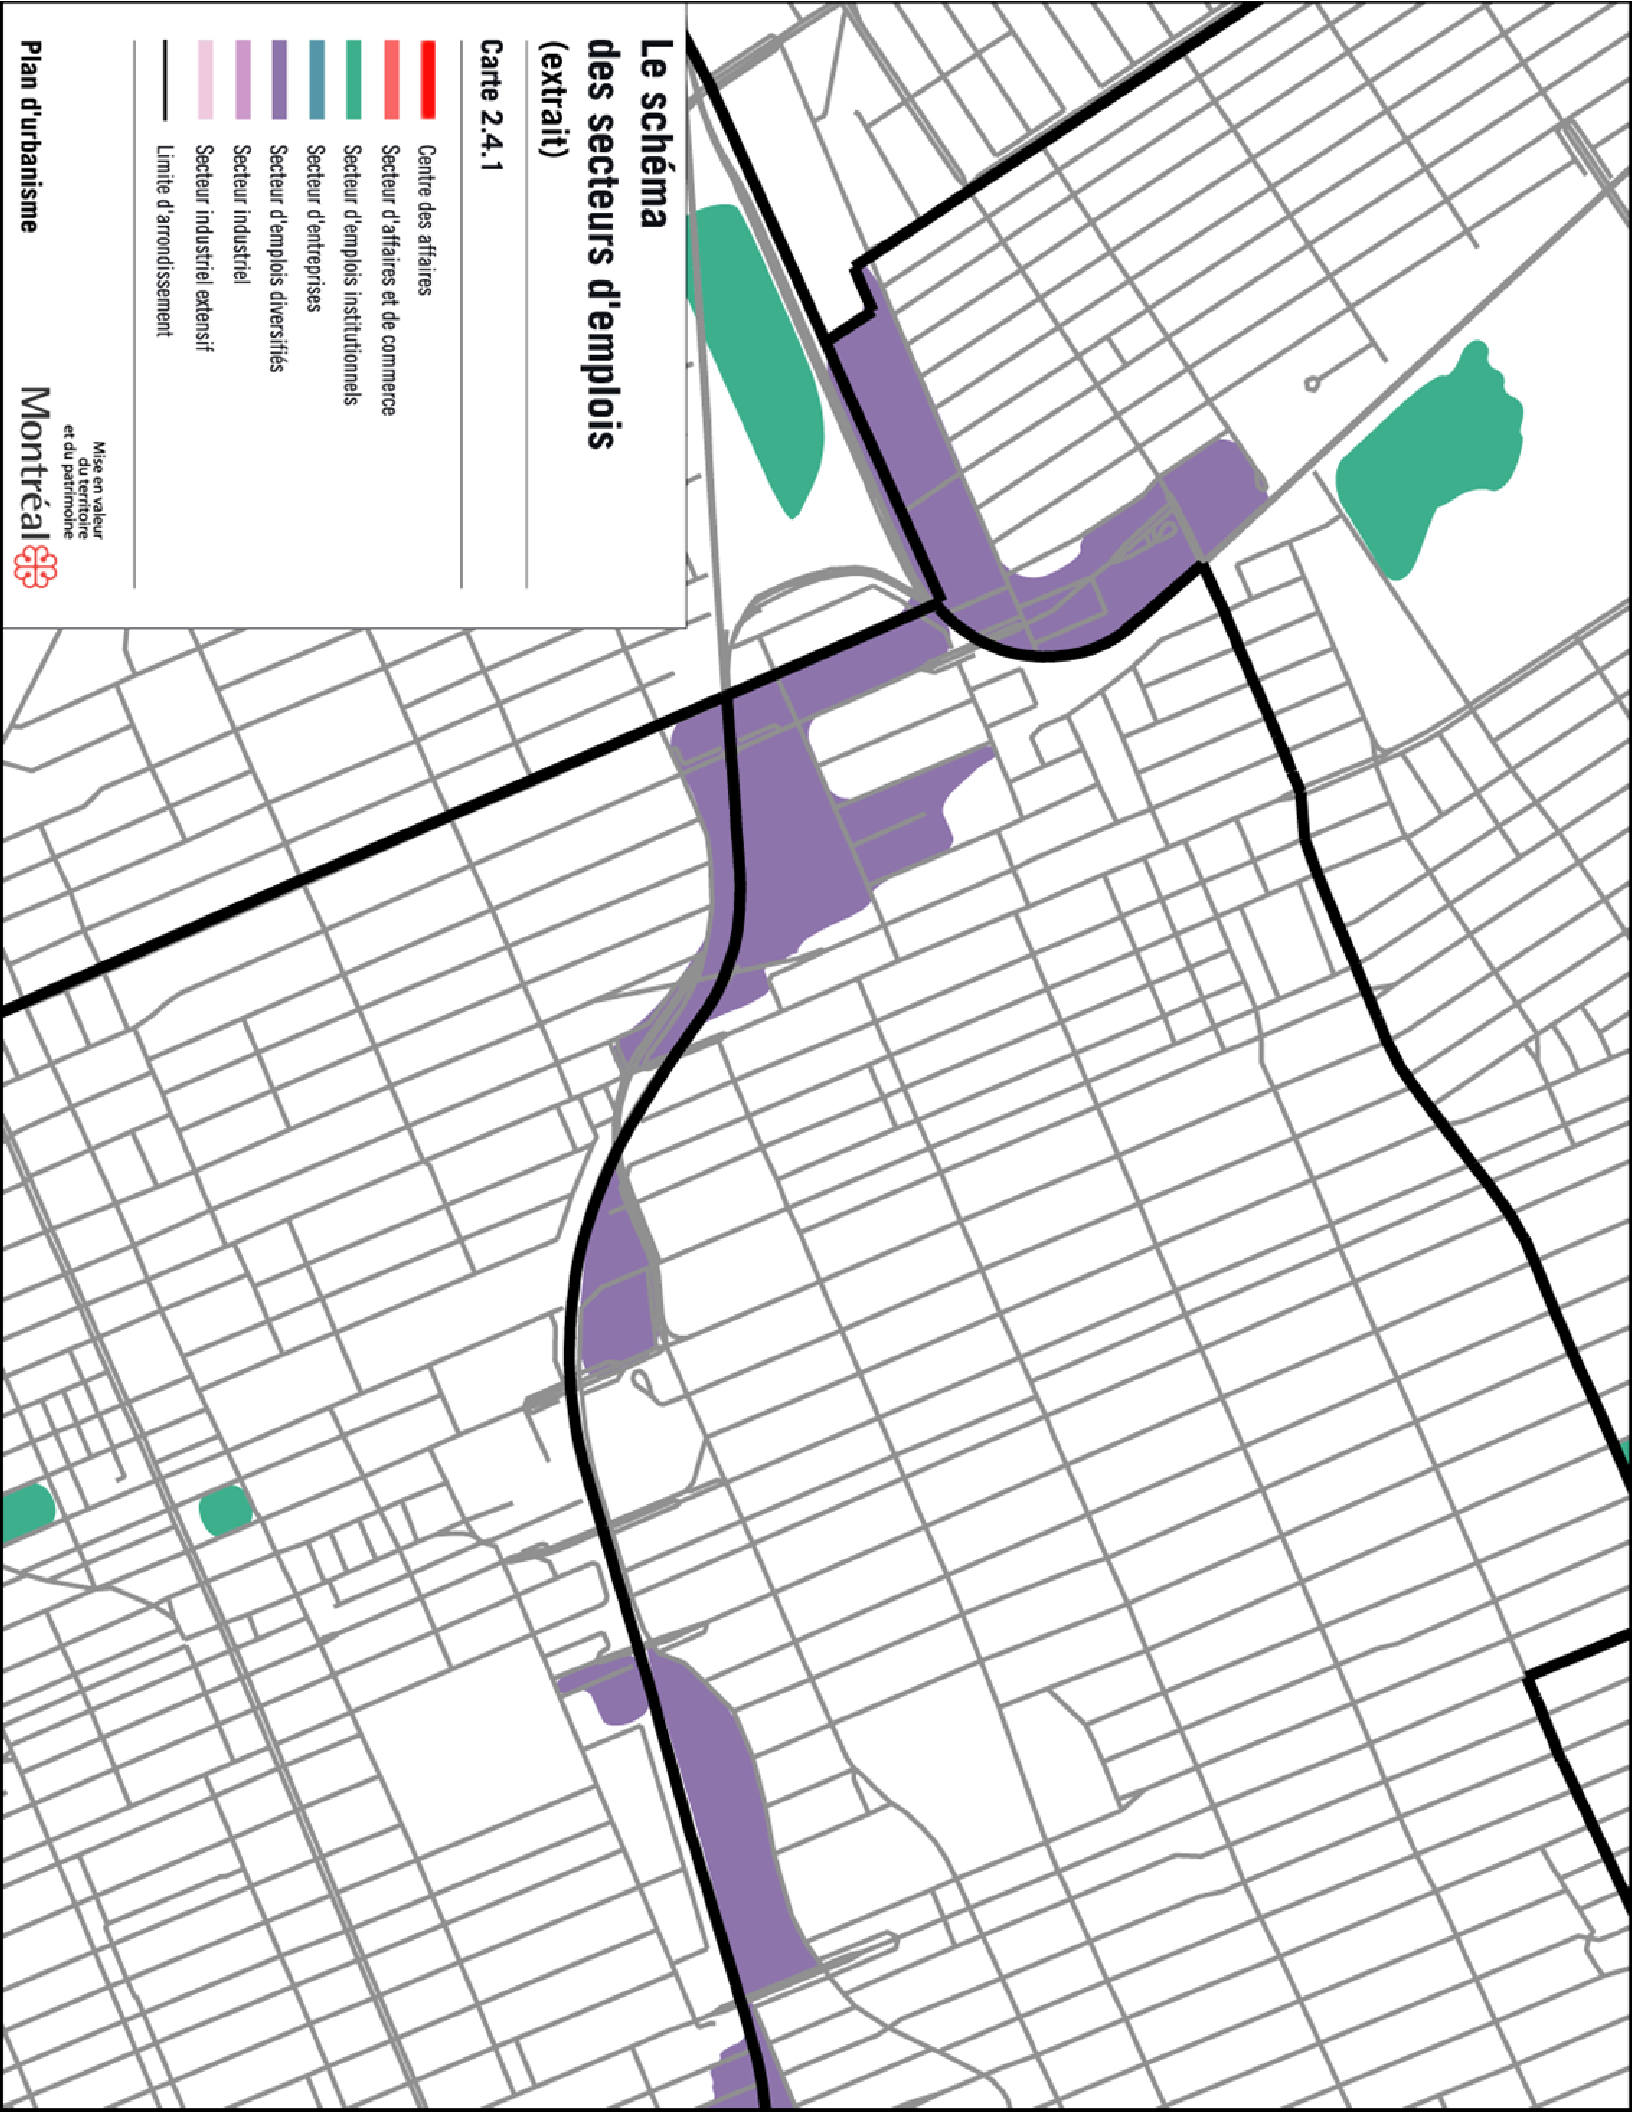 Le schéma
des secteurs d'emplois
(extrait)
Carte 2.4.1
Centre des affaires
Secteur d'affaires et de commerce
Secteur d'emplois institutionnels
Secteur d'entreprises
Secteur d'emplois diversifiés
Secteur industriel
Secteur industriel extensif
Limite d'arrondissement
Plan d'urbanisme
Mise en valeur
du territoire
et du patrimoine
Montréal